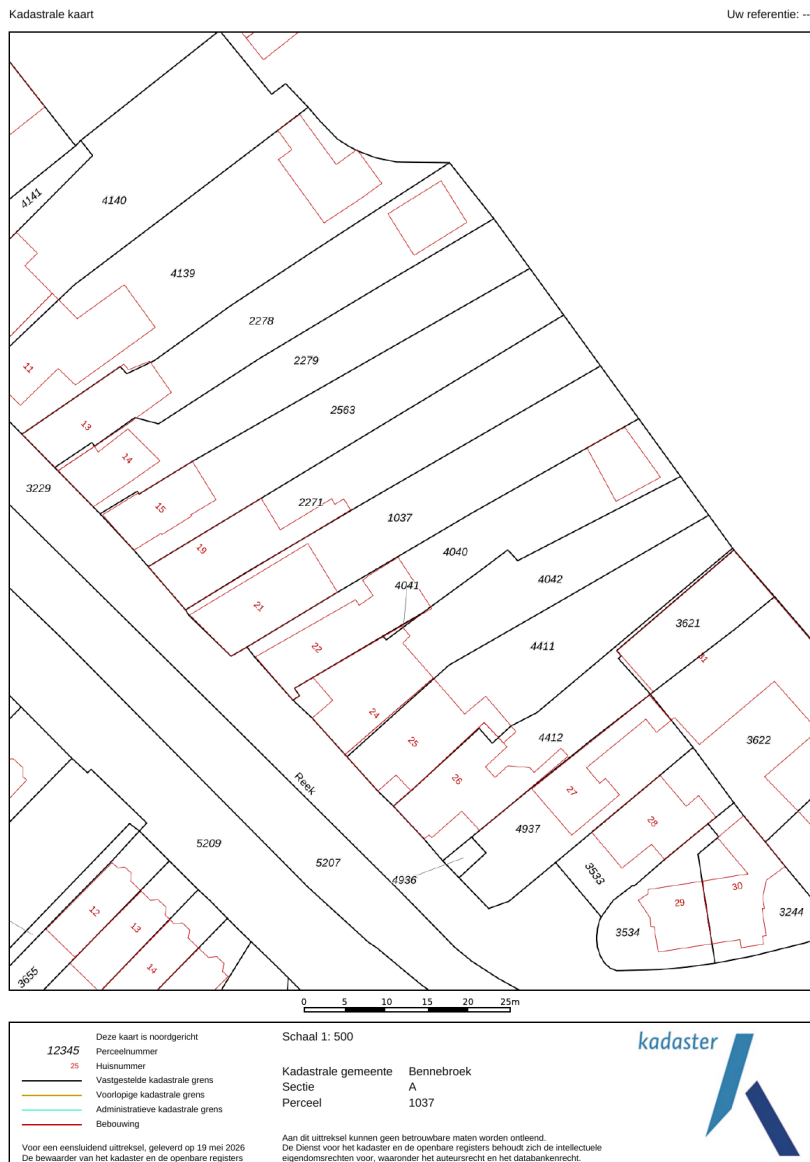 Kadastrale kaart
Uw referentie: --
4141
4140
4139
2278
2279
2563
11
13
14
15
3229
2271
19
1037
4040
4041
4042
21
22
4411
3621
31
24
25
26
4412
3622
Reek
27
28
4937
5209
5207
4936
3533
29
30
3534
3244
12
13
14
3655
0 5 10 15 20 25m
Deze kaart is noordgericht
12345 Perceelnummer
25 Huisnummer
Vastgestelde kadastrale grens
Voorlopige kadastrale grens
Administratieve kadastrale grens
Bebouwing
Voor een eensluidend uittreksel, geleverd op 19 mei 2026
De bewaarder van het kadaster en de openbare registers
Schaal 1: 500
Kadastrale gemeente Bennebroek
Sectie A
Perceel 1037
Aan dit uittreksel kunnen geen betrouwbare maten worden ontleend.
De Dienst voor het kadaster en de openbare registers behoudt zich de intellectuele
eigendomsrechten voor, waaronder het auteursrecht en het databankenrecht.
kadaster